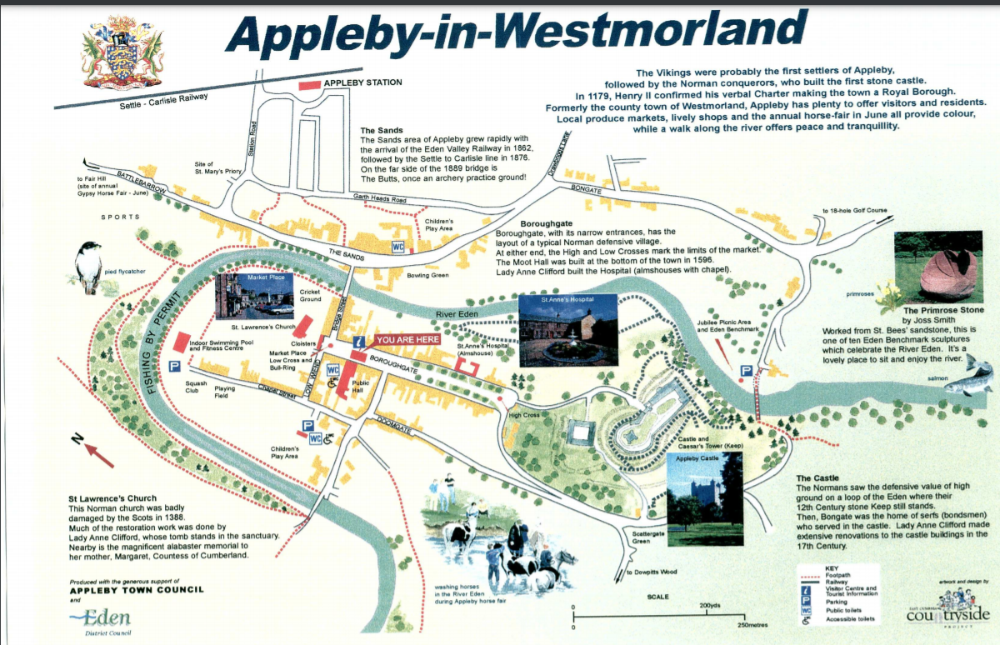 Appleby-in-Westmorland
The Vikings were probably the first settlers of Appleby,
followed by the Norman conquerors, who built the first stone castle.
In 1179, Henry II confirmed his verbal Charter making the town a Royal Borough.
Formerly the county town of Westmorland, Appleby has plenty to offer visitors and residents.
Local produce markets, lively shops and the annual horse-fair in June all provide colour,
while a walk along the river offers peace and tranquillity.
APPLEBY STATION
Settle - Carlisle Railway
Station Road
The Sands
The Sands area of Appleby grew rapidly with
the arrival of the Eden Valley Railway in 1862,
followed by the Settle to Carlisle line in 1876.
On the far side of the 1889 bridge is
The Butts, once an archery practice ground!
Drawbriggs Lane
Site of
St. Mary's Priory
BATTLEBARROW
to Fair Hill
(site of annual
Gypsy Horse Fair - June)
SPORTS
Garth Heads Road
BONGATE
to 18-hole Golf Course
Children's
Play Area
WC
THE SANDS
Bowling Green
Boroughgate
Boroughgate, with its narrow entrances, has the
layout of a typical Norman defensive village.
At either end, the High and Low Crosses mark the limits of the market.
The Moot Hall was built at the bottom of the town in 1596.
Lady Anne Clifford built the Hospital (almshouses with chapel).
pied flycatcher
FISHING BY PERMIT
Market Place
Cricket
Ground
Bridge Street
River Eden
St.Anne's Hospital
primroses
The Primrose Stone
by Joss Smith
Worked from St. Bees' sandstone, this is
one of ten Eden Benchmark sculptures
which celebrate the River Eden. It's a
lovely place to sit and enjoy the river.
salmon
St. Lawrence's Church
Cloisters
Indoor Swimming Pool
and Fitness Centre
P
Market Place
Low Cross and
Bull-Ring
i
YOU ARE HERE
St.Anne's Hospital
(Almshouse)
Jubilee Picnic Area
and Eden Benchmark
P
BOROUGHGATE
LOW WIEND
WC
Public
Hall
Squash
Club
Playing
Field
Chapel Street
DOOMGATE
High Cross
P
WC
WC
Children's
Play Area
Castle and
Caesar's Tower (Keep)
Appleby Castle
N
St Lawrence's Church
This Norman church was badly
damaged by the Scots in 1388.
Much of the restoration work was done by
Lady Anne Clifford, whose tomb stands in the sanctuary.
Nearby is the magnificent alabaster memorial to
her mother, Margaret, Countess of Cumberland.
The Castle
The Normans saw the defensive value of high
ground on a loop of the Eden where their
12th Century stone Keep still stands.
Then, Bongate was the home of serfs (bondsmen)
who served in the castle. Lady Anne Clifford made
extensive renovations to the castle buildings in the
17th Century.
Scattergate
Green
to Dowpitts Wood
washing horses
in the River Eden
during Appleby horse fair
Produced with the generous support of
APPLEBY TOWN COUNCIL
and
Eden
District Council
SCALE
0
200yds
0
250metres
KEY
Footpath
Railway
i Visitor Centre and
Tourist Information
P Parking
WC Public toilets
Accessible toilets
artwork and design by
EAST CUMBRIA
countryside
PROJECT